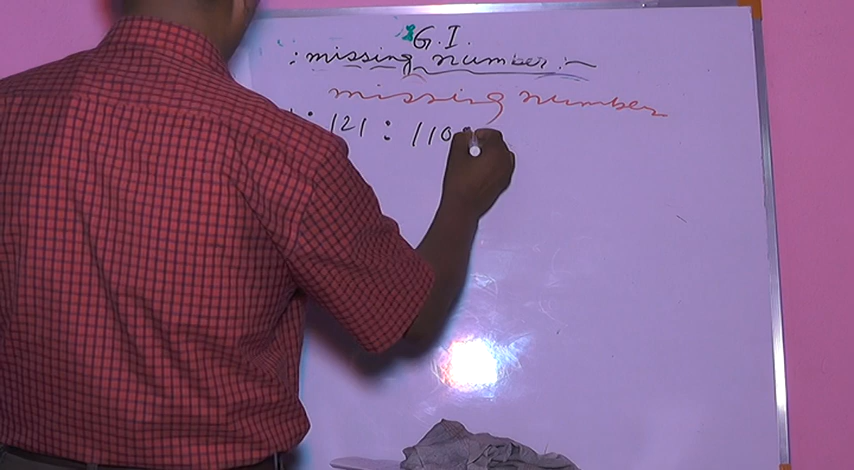 G. I.
: missing number :-
missing number
: 121 : 110